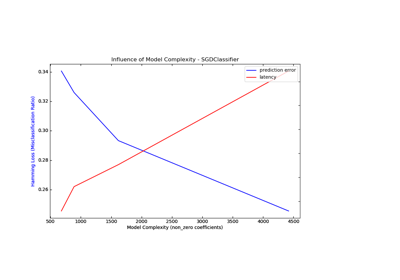 Influence of Model Complexity - SGDClassifier
prediction error
latency
Hamming Loss (Misclassification Ratio)
0.34
0.32
0.30
0.28
0.26
500 1000 1500 2000 2500 3000 3500 4000 4500
Model Complexity (non_zero coefficients)